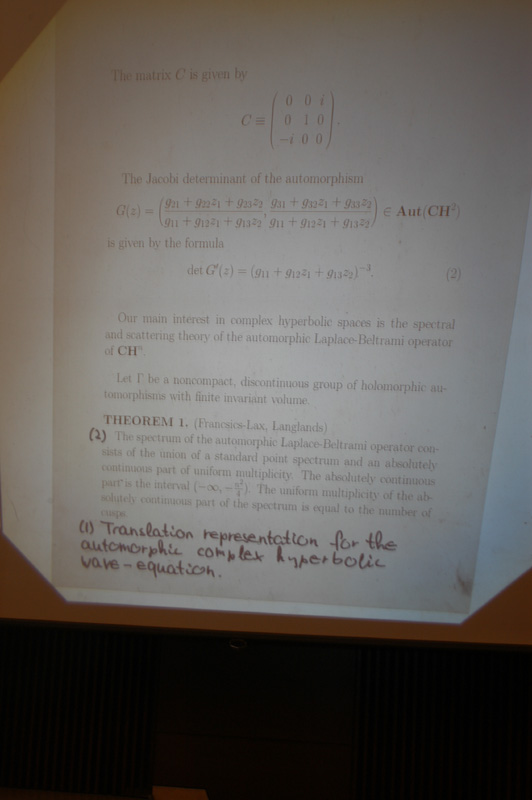 The matrix C is given by
C ≡ ( 0 0 i
0 1 0
−i 0 0 ) .
The Jacobi determinant of the automorphism
G(z) = ( (g21 + g22z1 + g23z2)/(g11 + g12z1 + g13z2), (g31 + g32z1 + g33z2)/(g11 + g12z1 + g13z2) ) ∈ Aut(CH²)
is given by the formula
det G′(z) = (g11 + g12z1 + g13z2)⁻³. (2)
Our main interest in complex hyperbolic spaces is the spectral
and scattering theory of the automorphic Laplace-Beltrami operator
of CHⁿ.
Let Γ be a noncompact, discontinuous group of holomorphic au-
tomorphisms with finite invariant volume.
THEOREM 1. (Francsics-Lax, Langlands)
(2) The spectrum of the automorphic Laplace-Beltrami operator con-
sists of the union of a standard point spectrum and an absolutely
continuous part of uniform multiplicity. The absolutely continuous
part is the interval (−∞, −n²/4). The uniform multiplicity of the ab-
solutely continuous part of the spectrum is equal to the number of
cusps.
(1) Translation representation for the
automorphic complex hyperbolic
vave-equation.